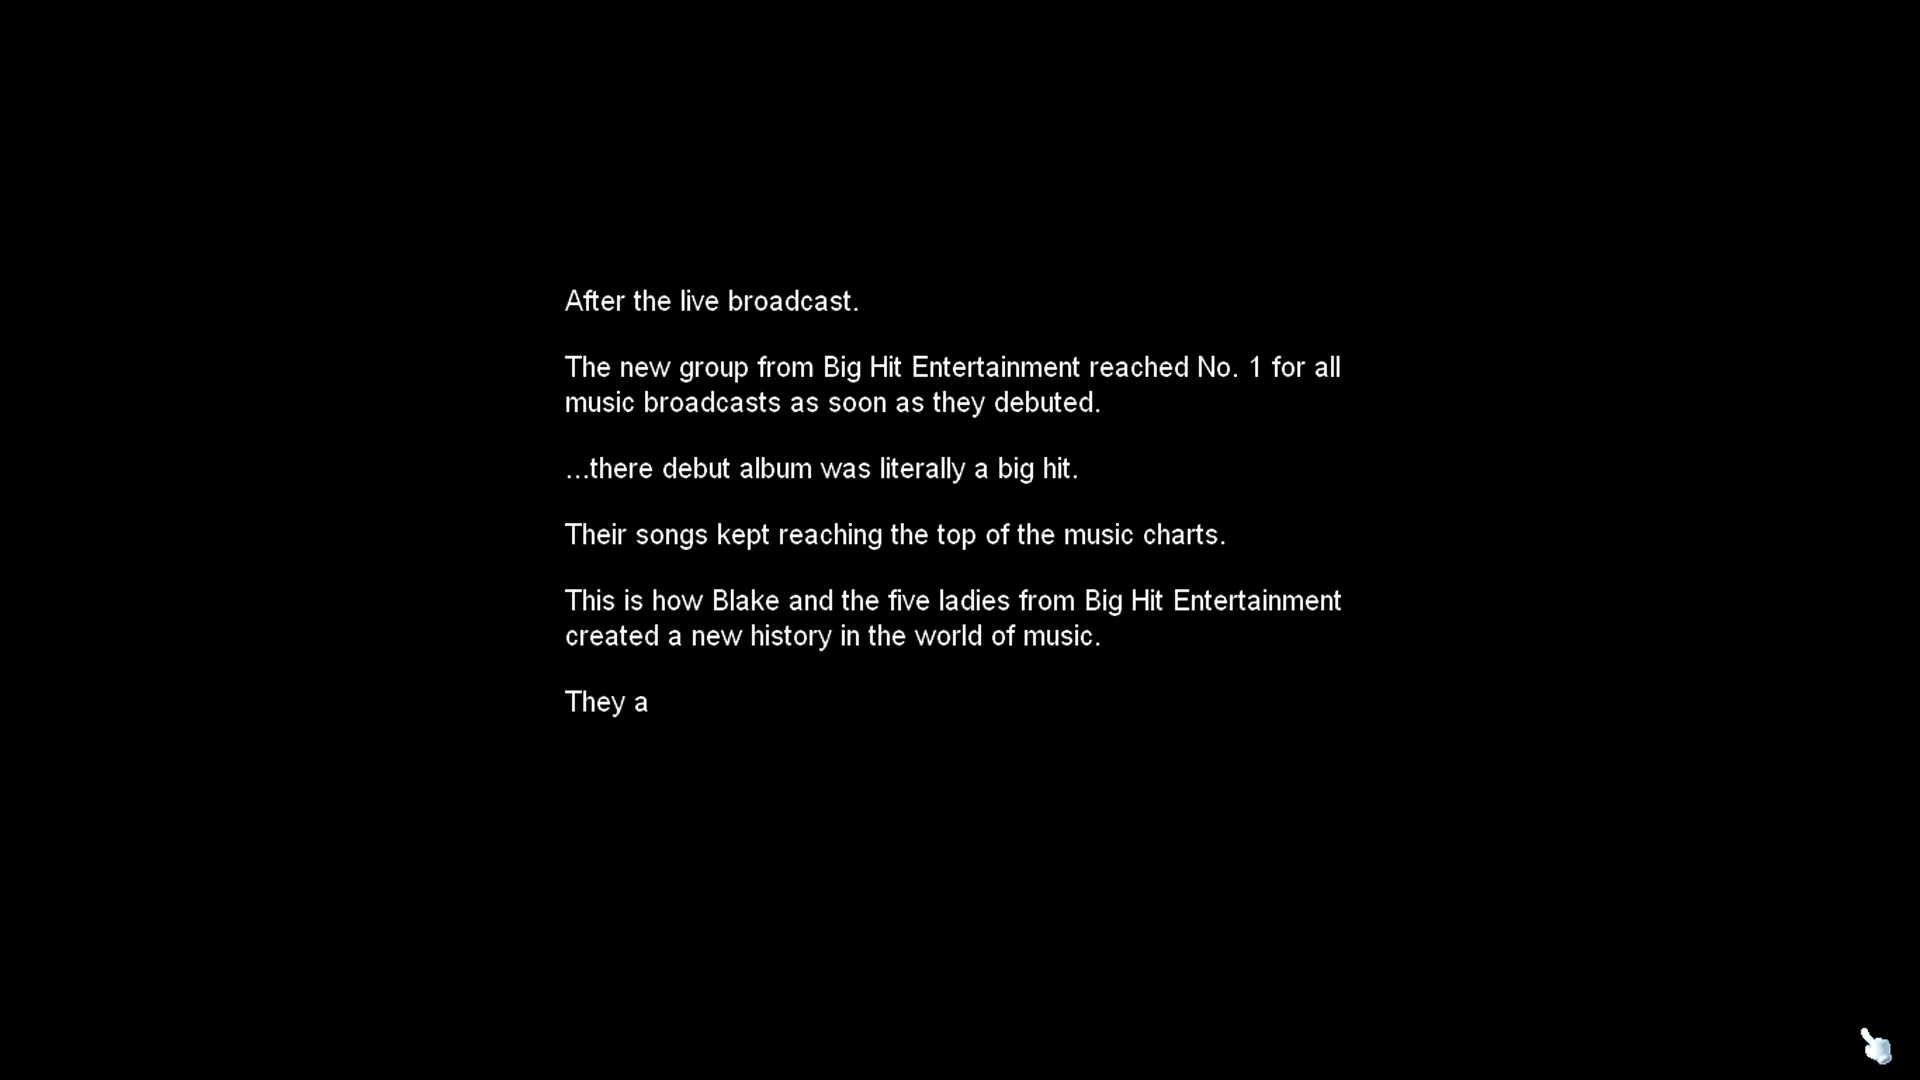 After the live broadcast.
The new group from Big Hit Entertainment reached No. 1 for all
music broadcasts as soon as they debuted.
...there debut album was literally a big hit.
Their songs kept reaching the top of the music charts.
This is how Blake and the five ladies from Big Hit Entertainment
created a new history in the world of music.
They a